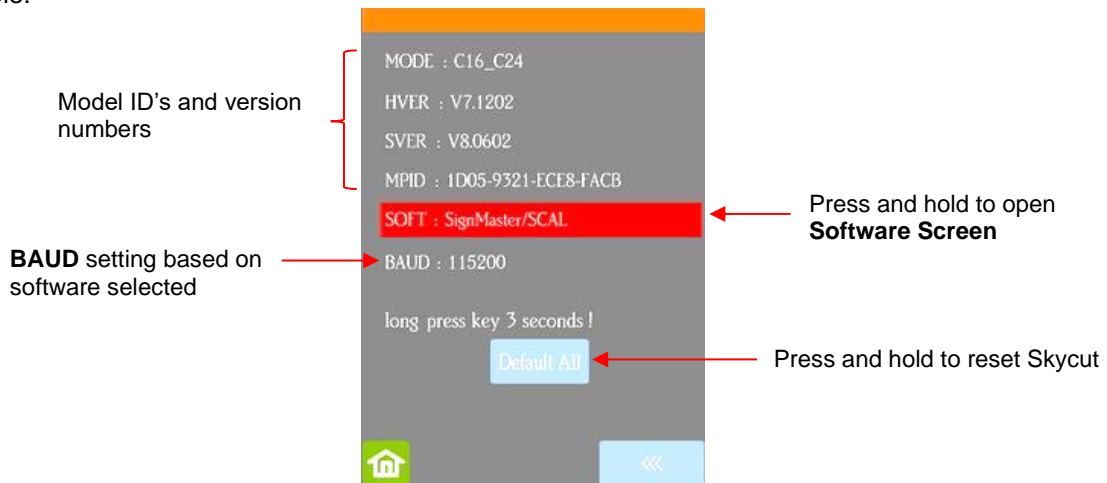 MODE : C16_C24
Model ID's and version
numbers
HVER : V7.1202
SVER : V8.0602
MPID : 1D05-9321-ECE8-FACB
SOFT : SignMaster/SCAL
Press and hold to open
Software Screen
BAUD setting based on
software selected
BAUD : 115200
long press key 3 seconds !
Default All
Press and hold to reset Skycut
<<<